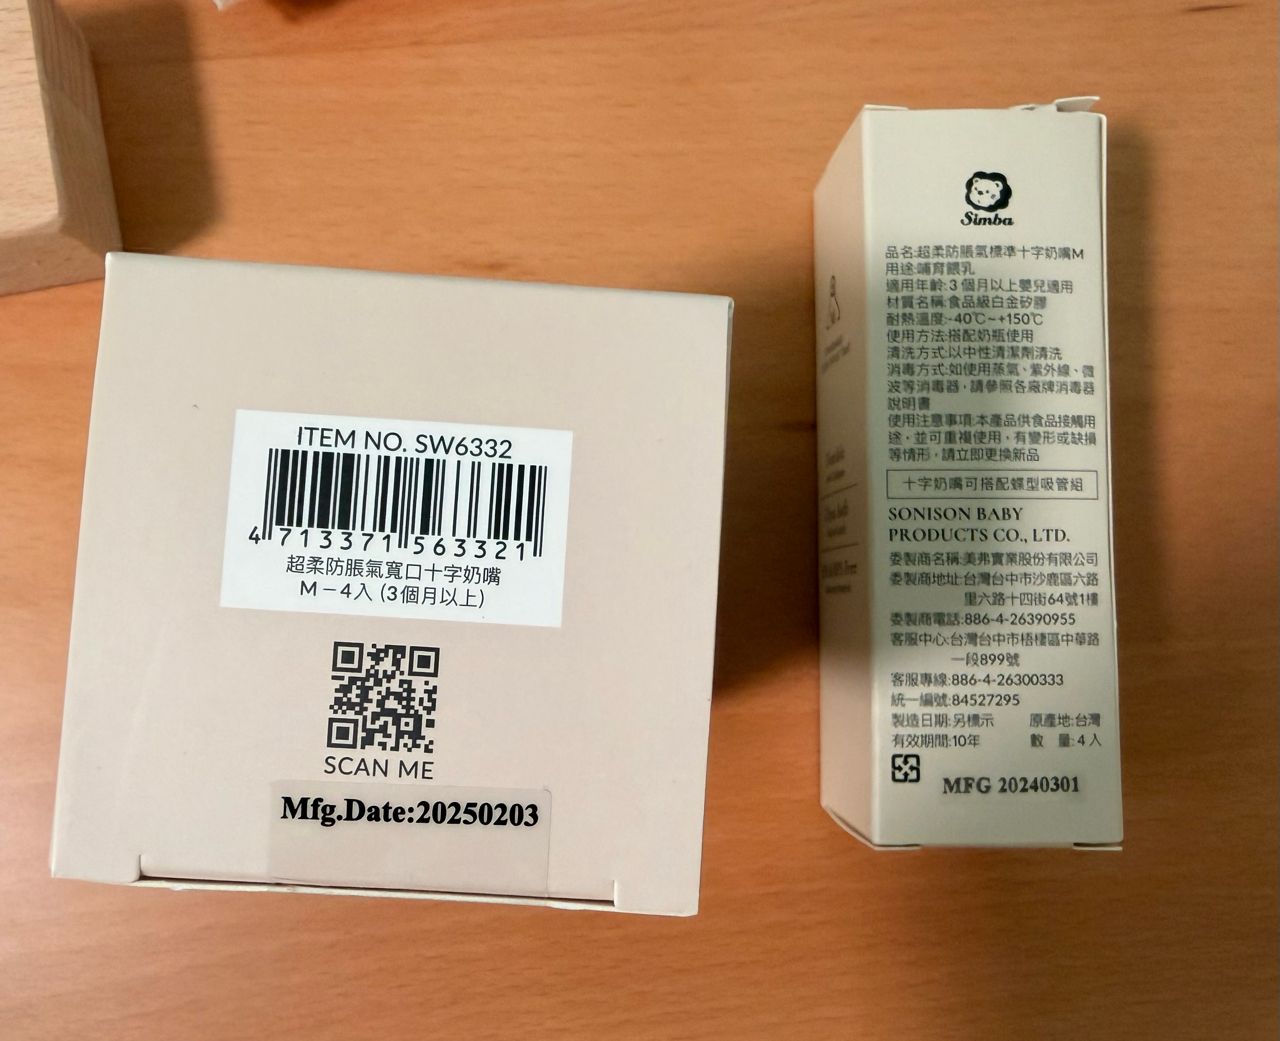 ITEM NO. SW6332
4 713371 563321
超柔防脹氣寬口十字奶嘴
M－4入 (3個月以上)
SCAN ME
Mfg.Date:20250203
Simba
品名:超柔防脹氣標準十字奶嘴M
用途:哺育餵乳
適用年齡:3個月以上嬰兒適用
材質名稱:食品級白金矽膠
耐熱溫度:-40℃~+150℃
使用方法:搭配奶瓶使用
清洗方式:以中性清潔劑清洗
消毒方式:如使用蒸氣、紫外線、微
波等消毒器，請參照各廠牌消毒器
說明書
使用注意事項:本產品供食品接觸用
途，並可重複使用，有變形或缺損
等情形，請立即更換新品
十字奶嘴可搭配蝶型吸管組
SONISON BABY
PRODUCTS CO., LTD.
委製商名稱:美弗實業股份有限公司
委製商地址:台灣台中市沙鹿區六路
里六路十四街64號1樓
委製商電話:886-4-26390955
客服中心:台灣台中市梧棲區中華路
一段899號
客服專線:886-4-26300333
統一編號:84527295
製造日期:另標示 原產地:台灣
有效期間:10年 數 量:4入
MFG 20240301